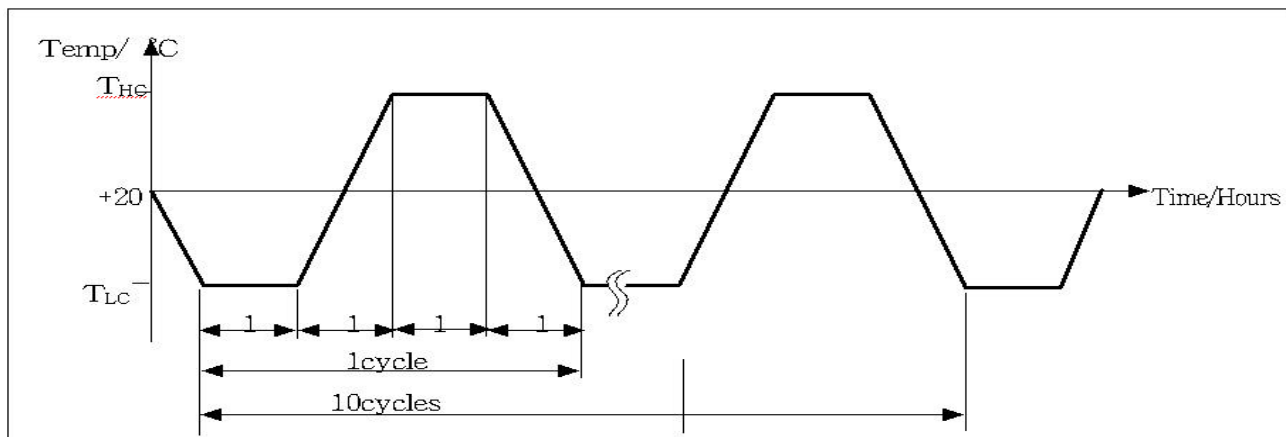 Temp/ °C
THC
+20
Time/Hours
TLC
1 1 1 1
1cycle
10cycles